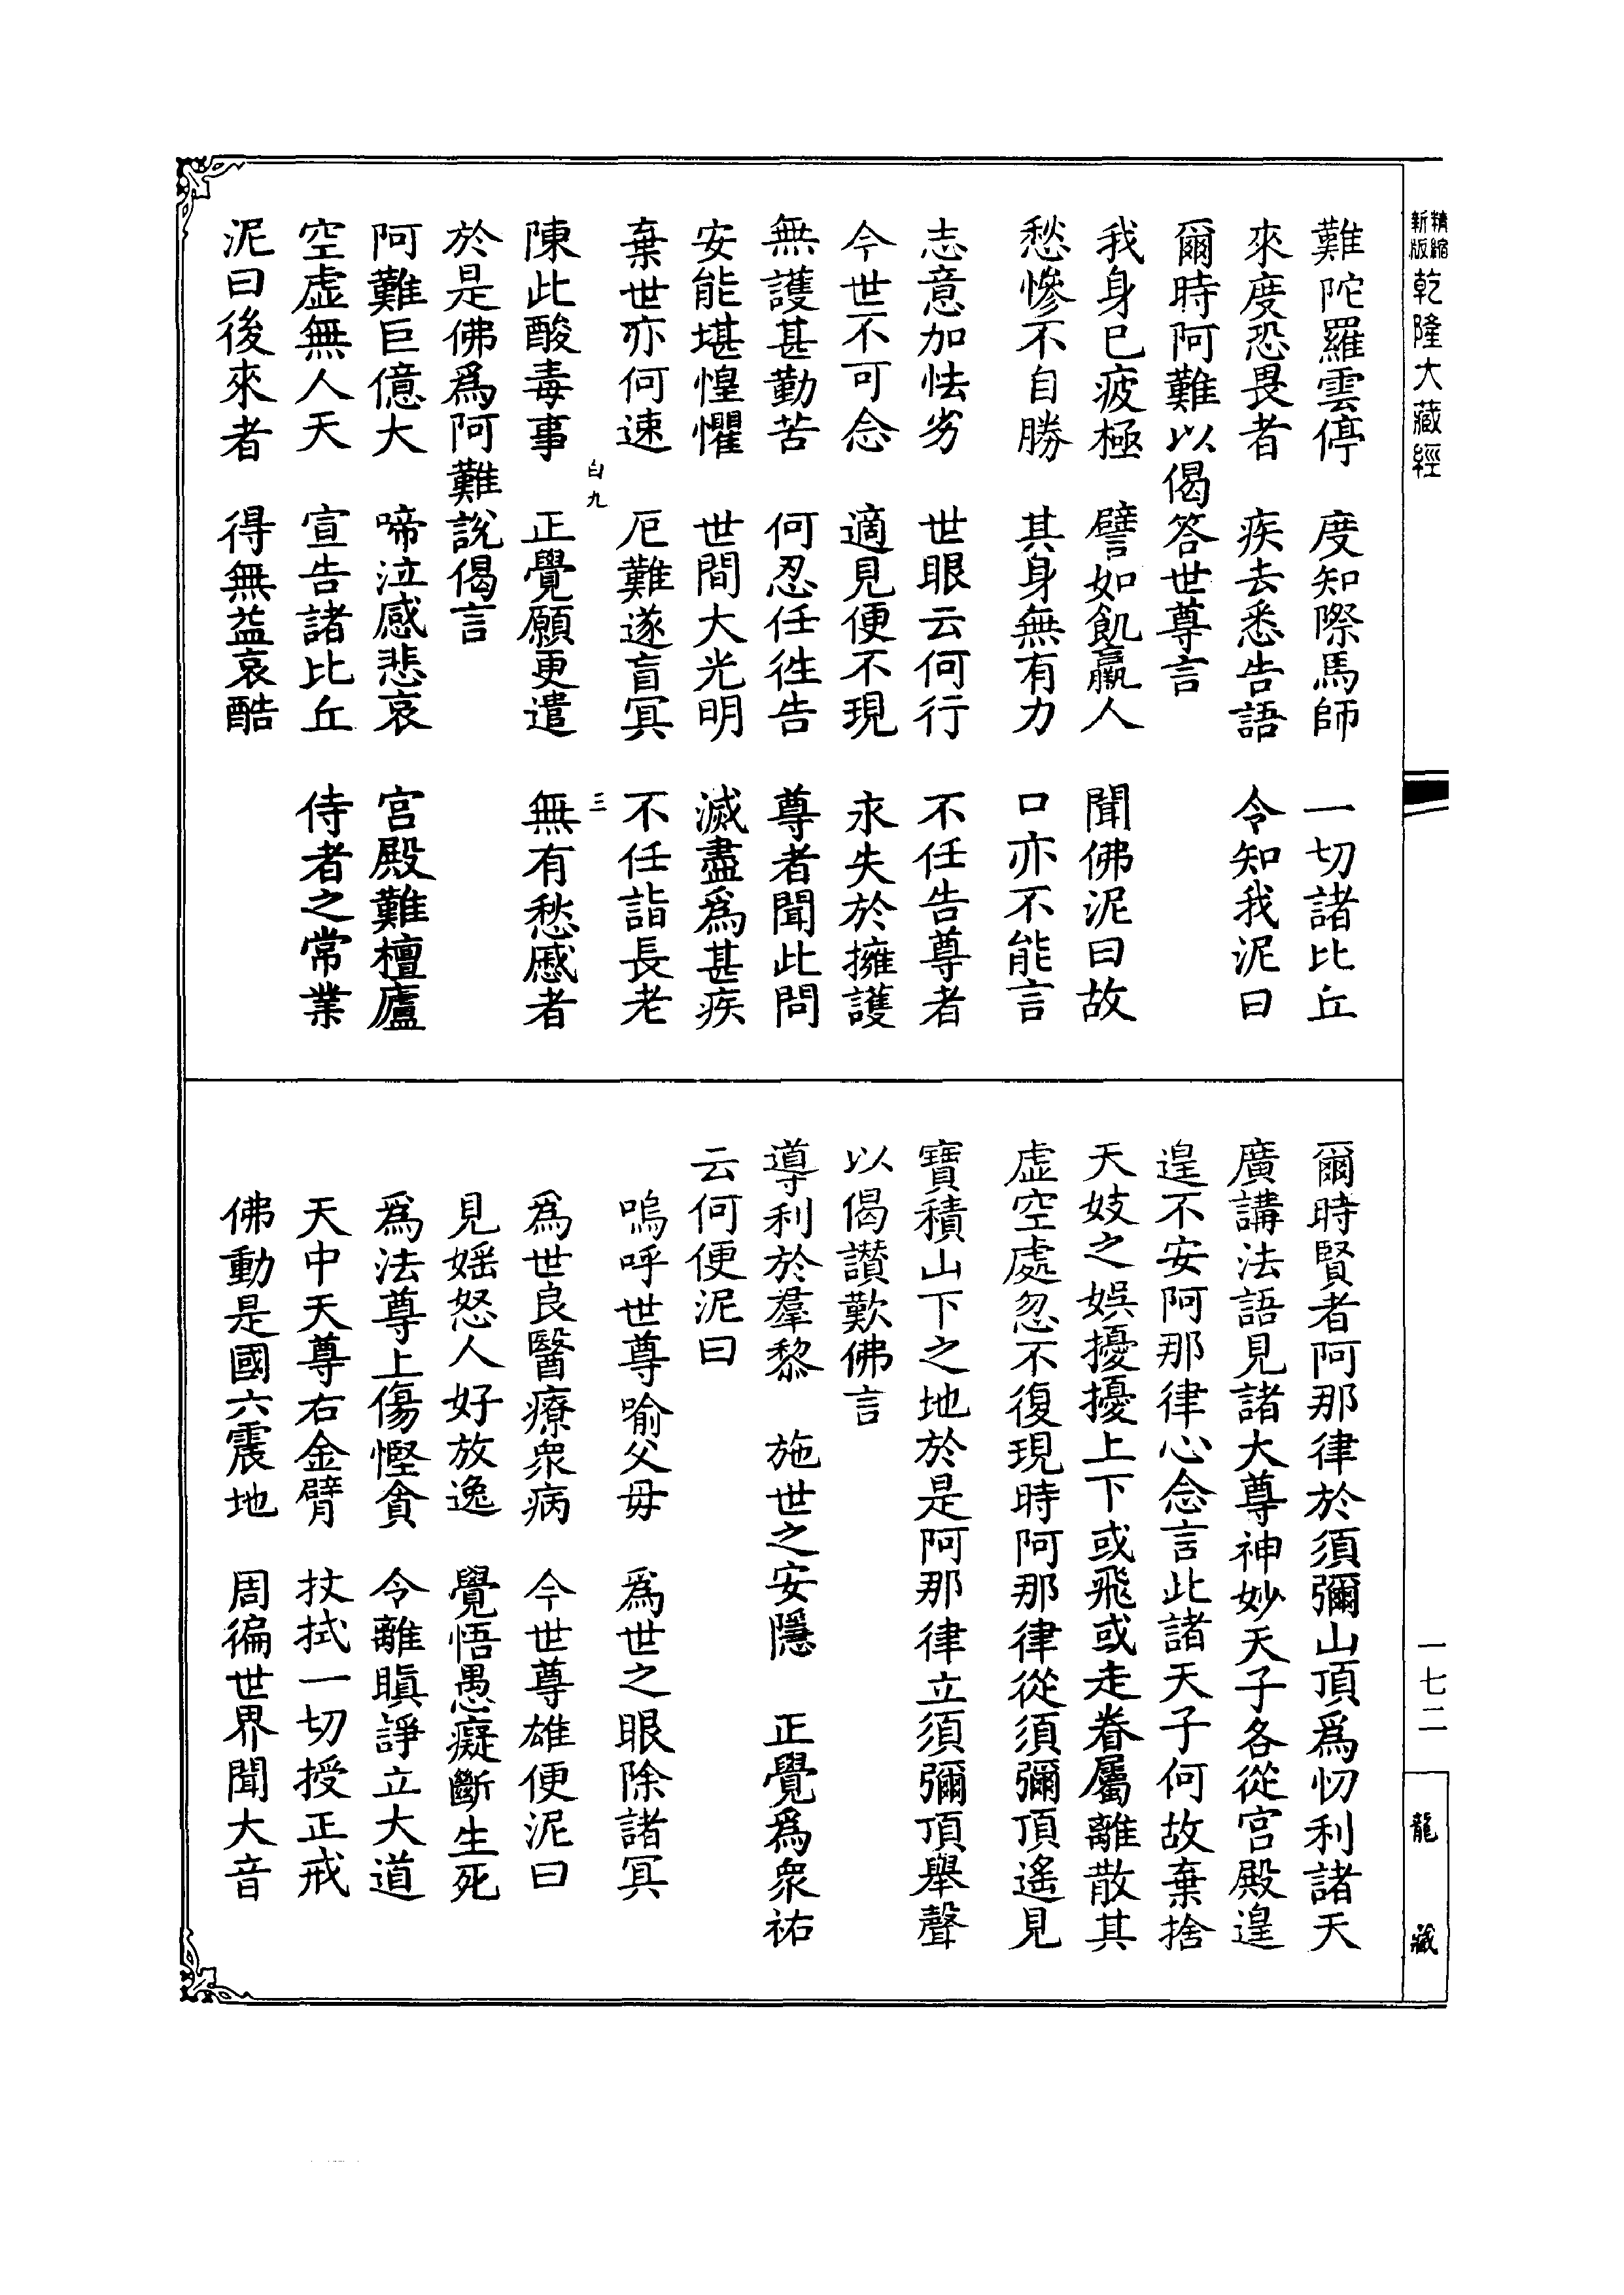 精縮新版 乾隆大藏經
難陀羅雲停　度知際馬師　一切諸比丘
來度恐畏者　疾去悉告語　令知我泥曰
爾時阿難以偈答世尊言
我身已疲極　譬如飢羸人　聞佛泥曰故
愁慘不自勝　其身無有力　口亦不能言
志意加怯劣　世眼云何行　不任告尊者
今世不可念　適見便不現　永失於擁護
無護甚勤苦　何忍任徃告　尊者聞此問
安能堪惶懼　世間大光明　滅盡爲甚疾
棄世亦何速　厄難遂盲冥　不任詣長老
白九　三
陳此酸毒事　正覺願更遣　無有愁慼者
於是佛爲阿難說偈言
阿難巨億大　啼泣感悲哀　宮殿難檀廬
空虛無人天　宣告諸比丘　侍者之常業
泥曰後來者　得無益哀酷
爾時賢者阿那律於須彌山頂爲忉利諸天
廣講法語見諸大尊神妙天子各從宮殿遑
遑不安阿那律心念言此諸天子何故棄捨
天妓之娛擾擾上下或飛或走眷屬離散其
虛空處忽不復現時阿那律從須彌頂遙見
寶積山下之地於是阿那律立須彌頂舉聲
以偈讃歎佛言
導利於羣黎　施世之安隱　正覺爲衆祐
云何便泥曰
嗚呼世尊喻父毋　爲世之眼除諸冥
爲世良醫療衆病　今世尊雄便泥曰
見婬怒人好放逸　覺悟愚癡斷生死
爲法尊上傷慳貪　令離瞋諍立大道
天中天尊右金臂　扙拭一切授正戒
佛動是國六震地　周徧世界聞大音
一七二
龍藏